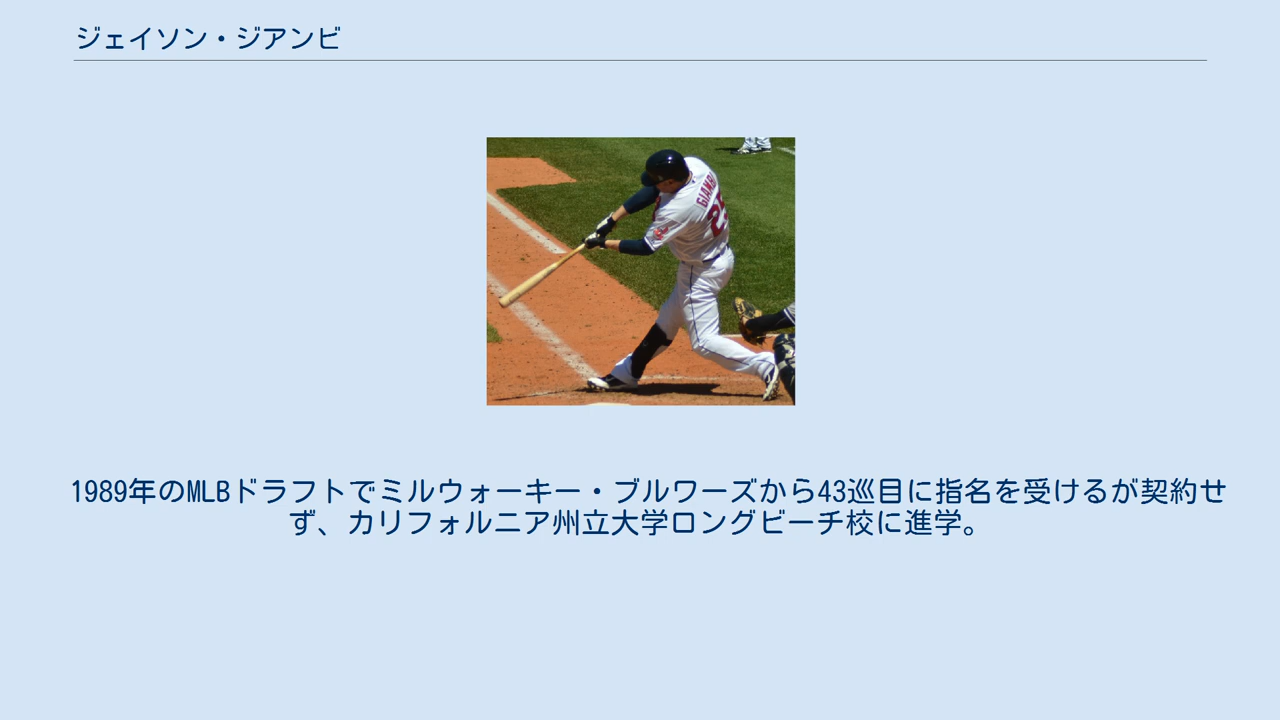 ジェイソン・ジアンビ
GIAMBI
25
1989年のMLBドラフトでミルウォーキー・ブルワーズから43巡目に指名を受けるが契約せ
ず、カリフォルニア州立大学ロングビーチ校に進学。